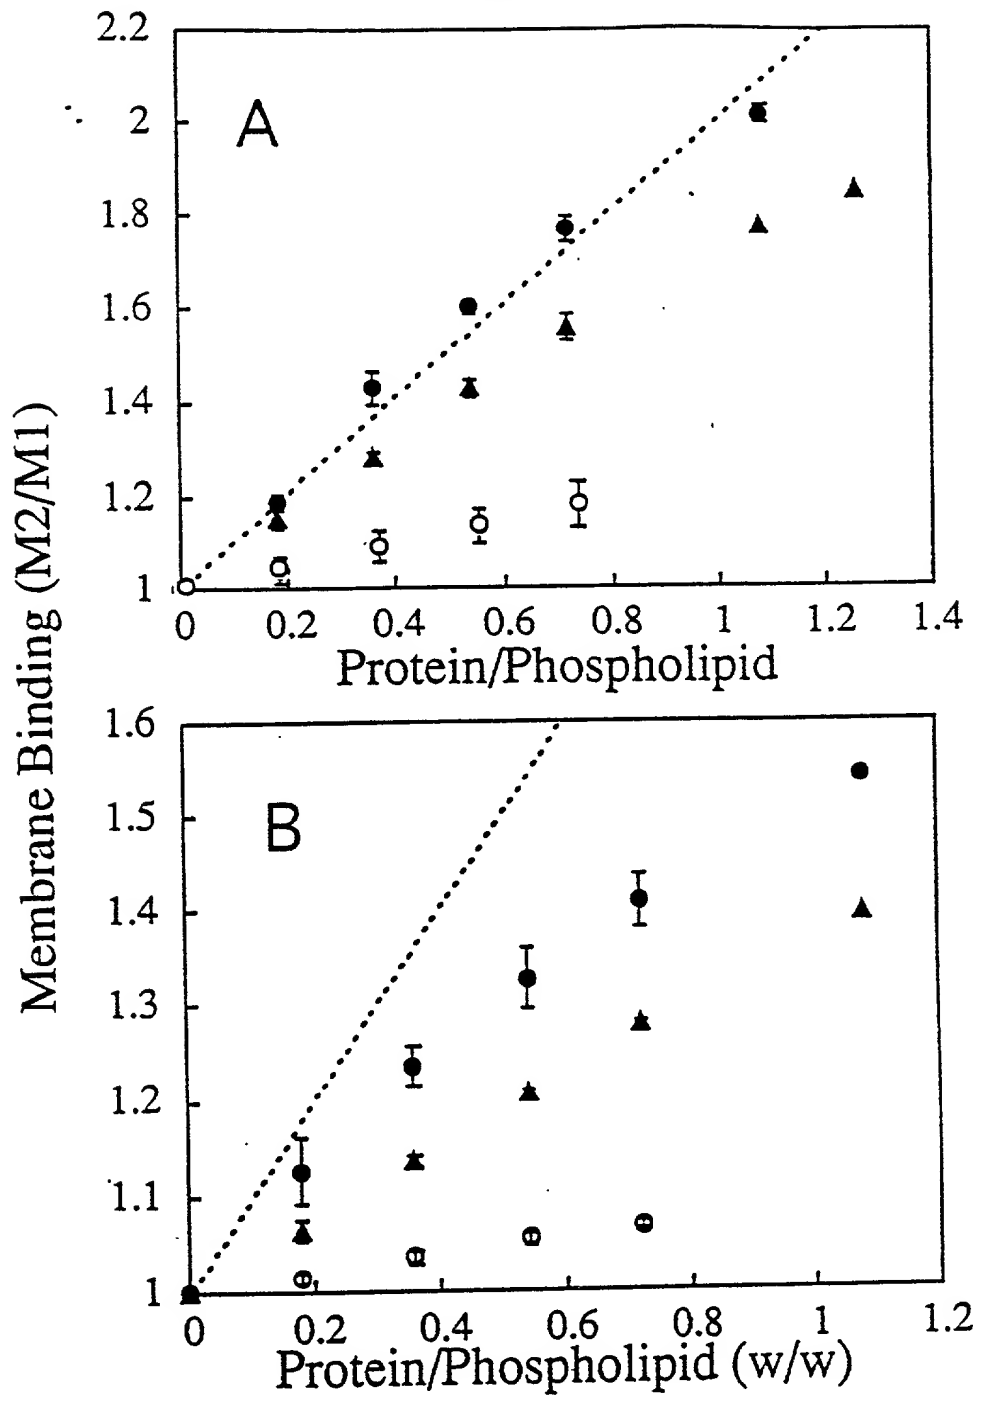 Membrane Binding (M2/M1)
2.2
A
2
1.8
1.6
1.4
1.2
1
0 0.2 0.4 0.6 0.8 1 1.2 1.4
Protein/Phospholipid
1.6
B
1.5
1.4
1.3
1.2
1.1
1
0 0.2 0.4 0.6 0.8 1 1.2
Protein/Phospholipid (w/w)